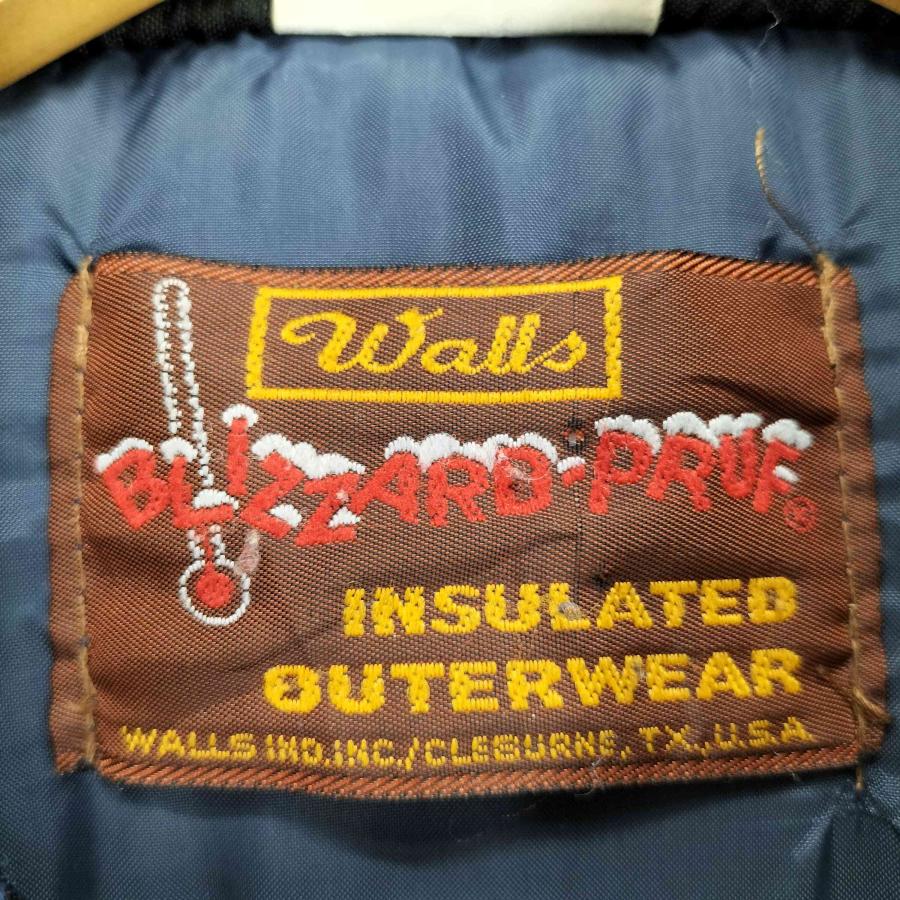 Walls
BLIZZARD-PRUF®
INSULATED
OUTERWEAR
WALLS IND.INC./CLEBURNE, TX., U.S.A